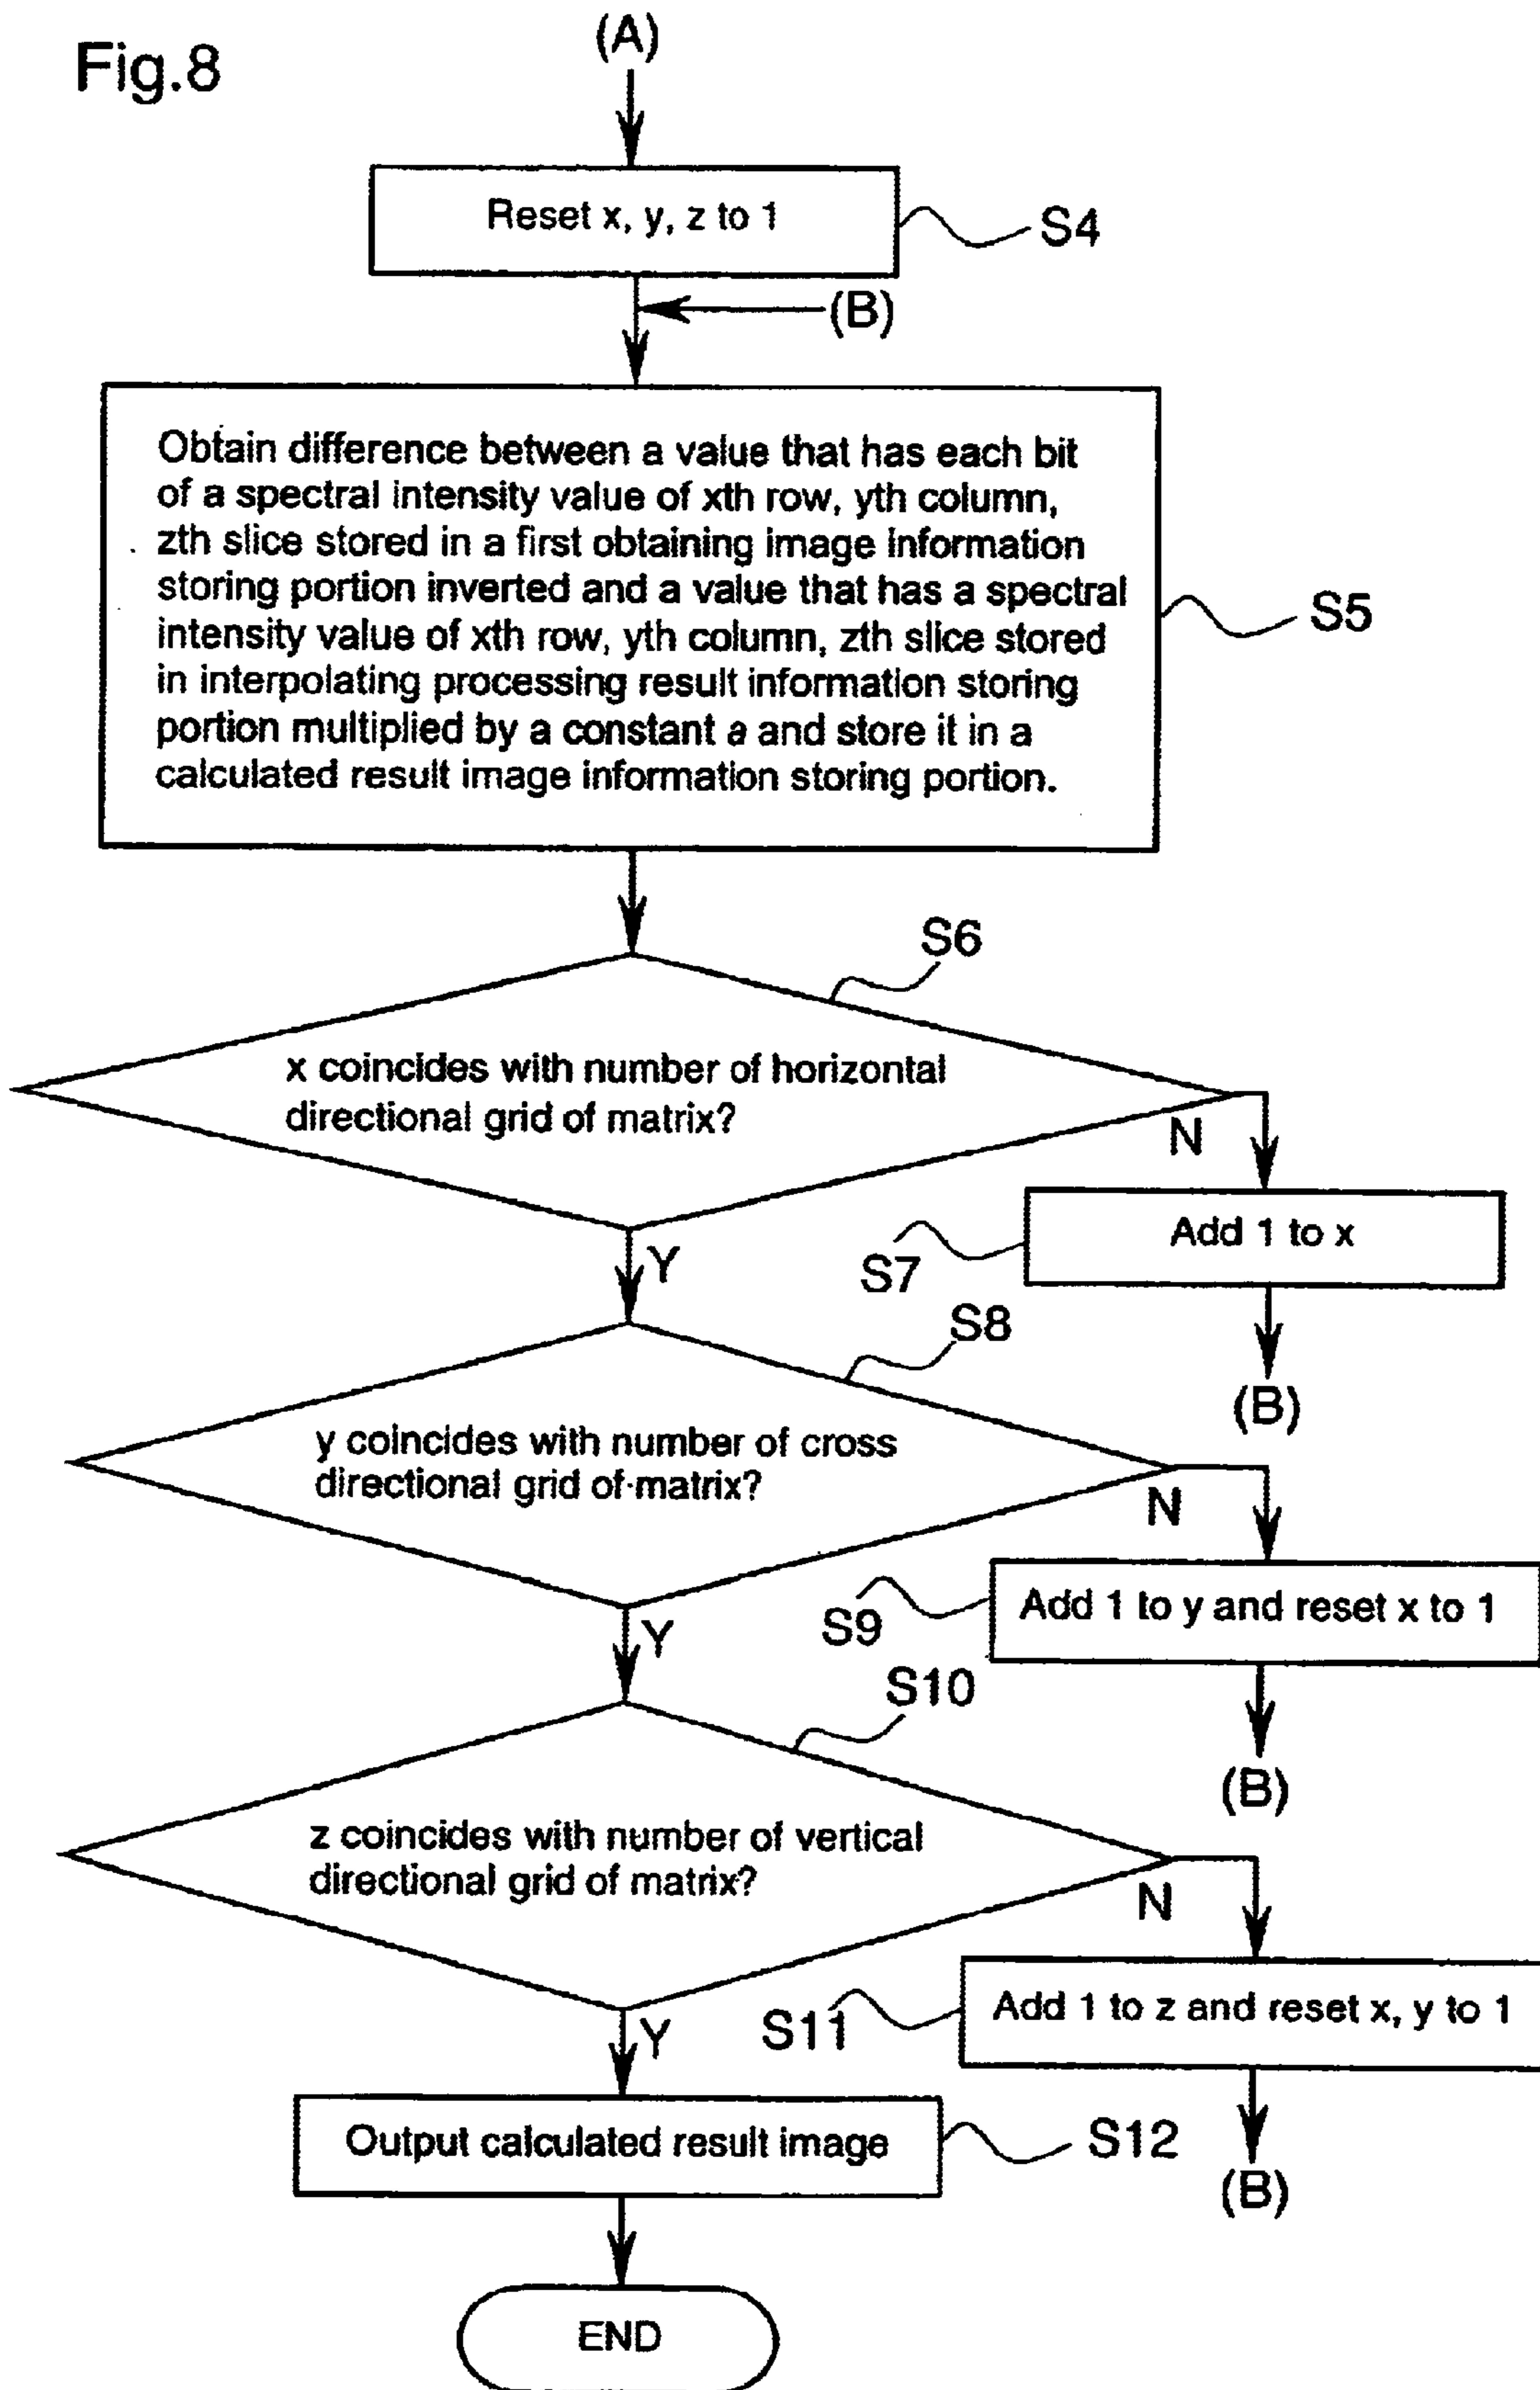 Fig.8
(A)
Reset x, y, z to 1
S4
(B)
Obtain difference between a value that has each bit
of a spectral intensity value of xth row, yth column,
zth slice stored in a first obtaining image information
storing portion inverted and a value that has a spectral
intensity value of xth row, yth column, zth slice stored
in interpolating processing result information storing
portion multiplied by a constant a and store it in a
calculated result image information storing portion.
S5
S6
x coincides with number of horizontal
directional grid of matrix?
N
Y
S7
Add 1 to x
(B)
S8
y coincides with number of cross
directional grid of matrix?
N
Y
S9
Add 1 to y and reset x to 1
(B)
S10
z coincides with number of vertical
directional grid of matrix?
N
Y
S11
Add 1 to z and reset x, y to 1
(B)
Output calculated result image
S12
END